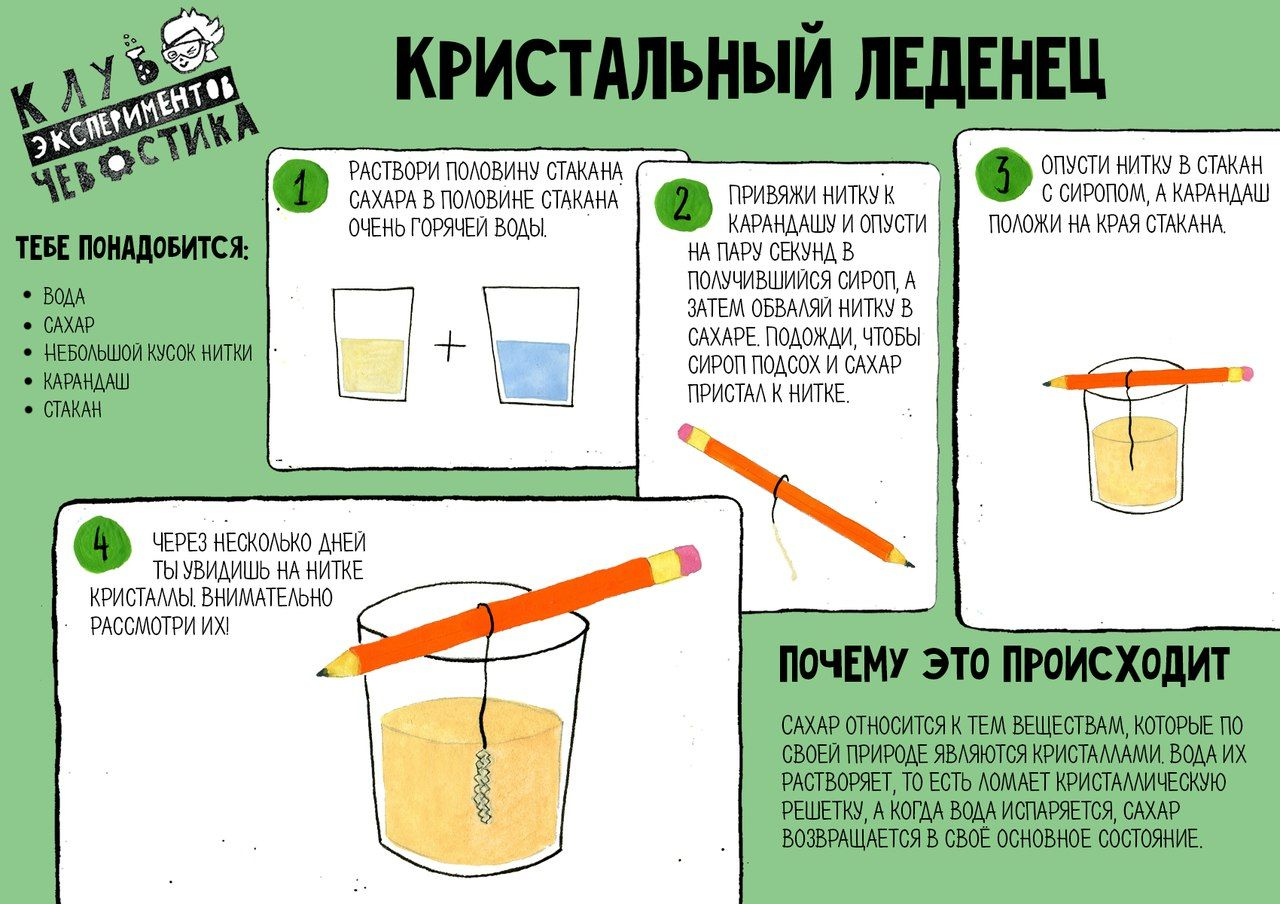 КЛУБ
ЭКСПЕРИМЕНТОВ
ЧЕВОСТИКА
КРИСТАЛЬНЫЙ ЛЕДЕНЕЦ
ТЕБЕ ПОНАДОБИТСЯ:
• ВОДА
• САХАР
• НЕБОЛЬШОЙ КУСОК НИТКИ
• КАРАНДАШ
• СТАКАН
1
РАСТВОРИ ПОЛОВИНУ СТАКАНА
САХАРА В ПОЛОВИНЕ СТАКАНА
ОЧЕНЬ ГОРЯЧЕЙ ВОДЫ.
+
2
ПРИВЯЖИ НИТКУ К
КАРАНДАШУ И ОПУСТИ
НА ПАРУ СЕКУНД В
ПОЛУЧИВШИЙСЯ СИРОП, А
ЗАТЕМ ОБВАЛЯЙ НИТКУ В
САХАРЕ. ПОДОЖДИ, ЧТОБЫ
СИРОП ПОДСОХ И САХАР
ПРИСТАЛ К НИТКЕ.
3
ОПУСТИ НИТКУ В СТАКАН
С СИРОПОМ, А КАРАНДАШ
ПОЛОЖИ НА КРАЯ СТАКАНА.
4
ЧЕРЕЗ НЕСКОЛЬКО ДНЕЙ
ТЫ УВИДИШЬ НА НИТКЕ
КРИСТАЛЛЫ. ВНИМАТЕЛЬНО
РАССМОТРИ ИХ!
ПОЧЕМУ ЭТО ПРОИСХОДИТ
САХАР ОТНОСИТСЯ К ТЕМ ВЕЩЕСТВАМ, КОТОРЫЕ ПО
СВОЕЙ ПРИРОДЕ ЯВЛЯЮТСЯ КРИСТАЛЛАМИ. ВОДА ИХ
РАСТВОРЯЕТ, ТО ЕСТЬ ЛОМАЕТ КРИСТАЛЛИЧЕСКУЮ
РЕШЕТКУ, А КОГДА ВОДА ИСПАРЯЕТСЯ, САХАР
ВОЗВРАЩАЕТСЯ В СВОЁ ОСНОВНОЕ СОСТОЯНИЕ.